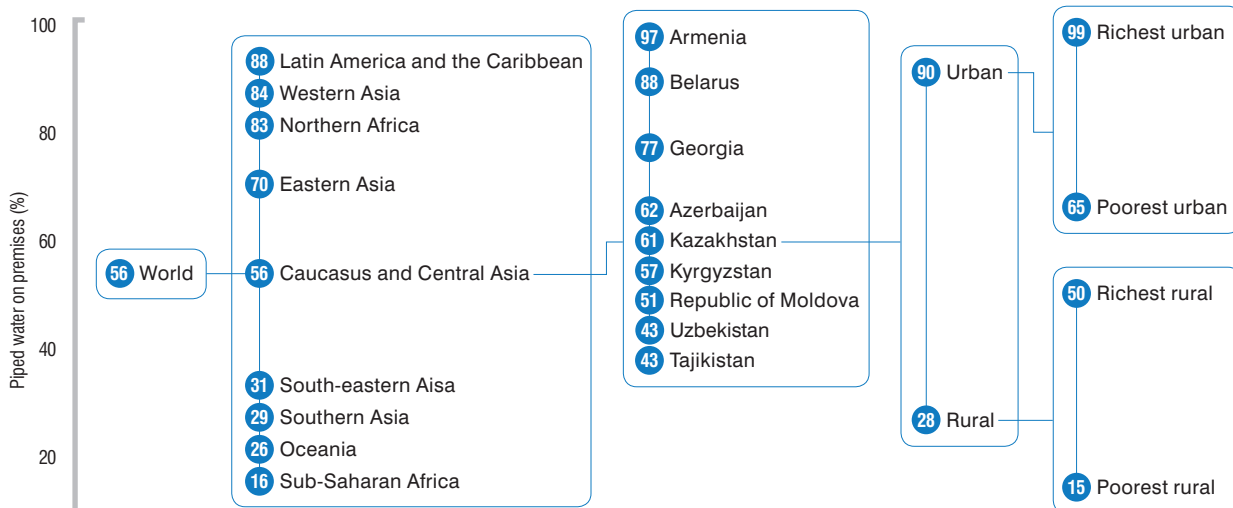 Piped water on premises (%)
100
80
60
40
20
56 World
88 Latin America and the Caribbean
84 Western Asia
83 Northern Africa
70 Eastern Asia
56 Caucasus and Central Asia
31 South-eastern Aisa
29 Southern Asia
26 Oceania
16 Sub-Saharan Africa
97 Armenia
88 Belarus
77 Georgia
62 Azerbaijan
61 Kazakhstan
57 Kyrgyzstan
51 Republic of Moldova
43 Uzbekistan
43 Tajikistan
90 Urban
28 Rural
99 Richest urban
65 Poorest urban
50 Richest rural
15 Poorest rural